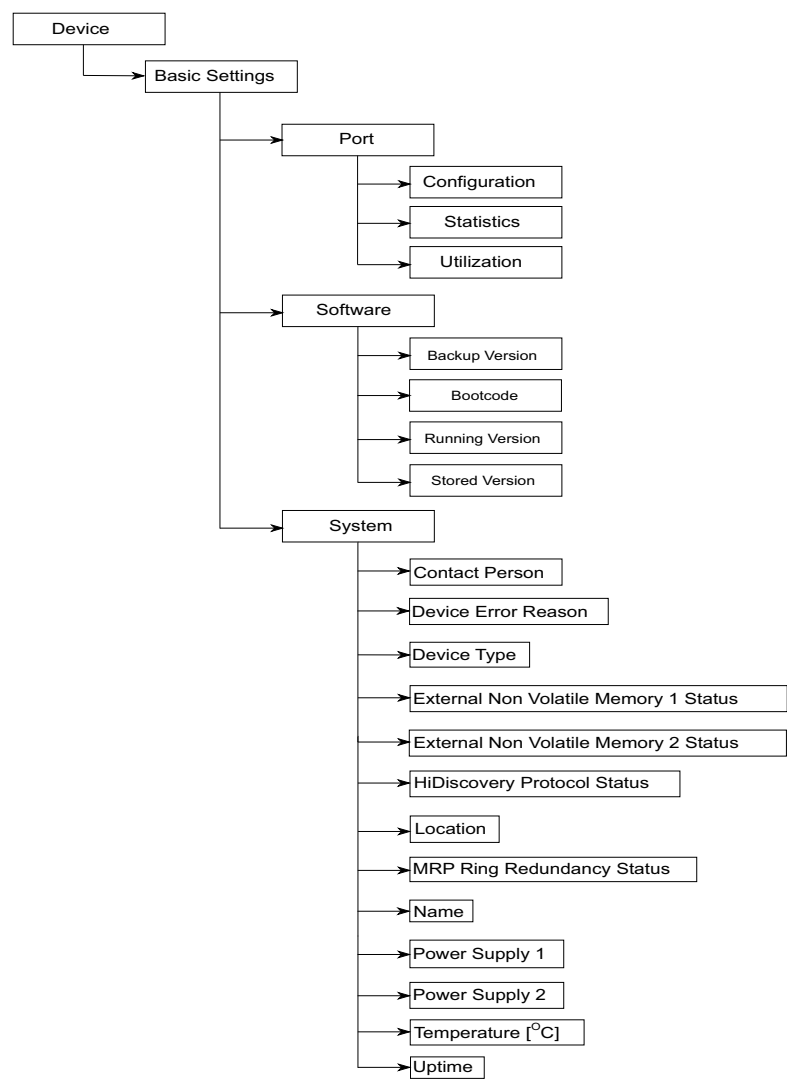 Device
Basic Settings
Port
Configuration
Statistics
Utilization
Software
Backup Version
Bootcode
Running Version
Stored Version
System
Contact Person
Device Error Reason
Device Type
External Non Volatile Memory 1 Status
External Non Volatile Memory 2 Status
HiDiscovery Protocol Status
Location
MRP Ring Redundancy Status
Name
Power Supply 1
Power Supply 2
Temperature [ᴼC]
Uptime